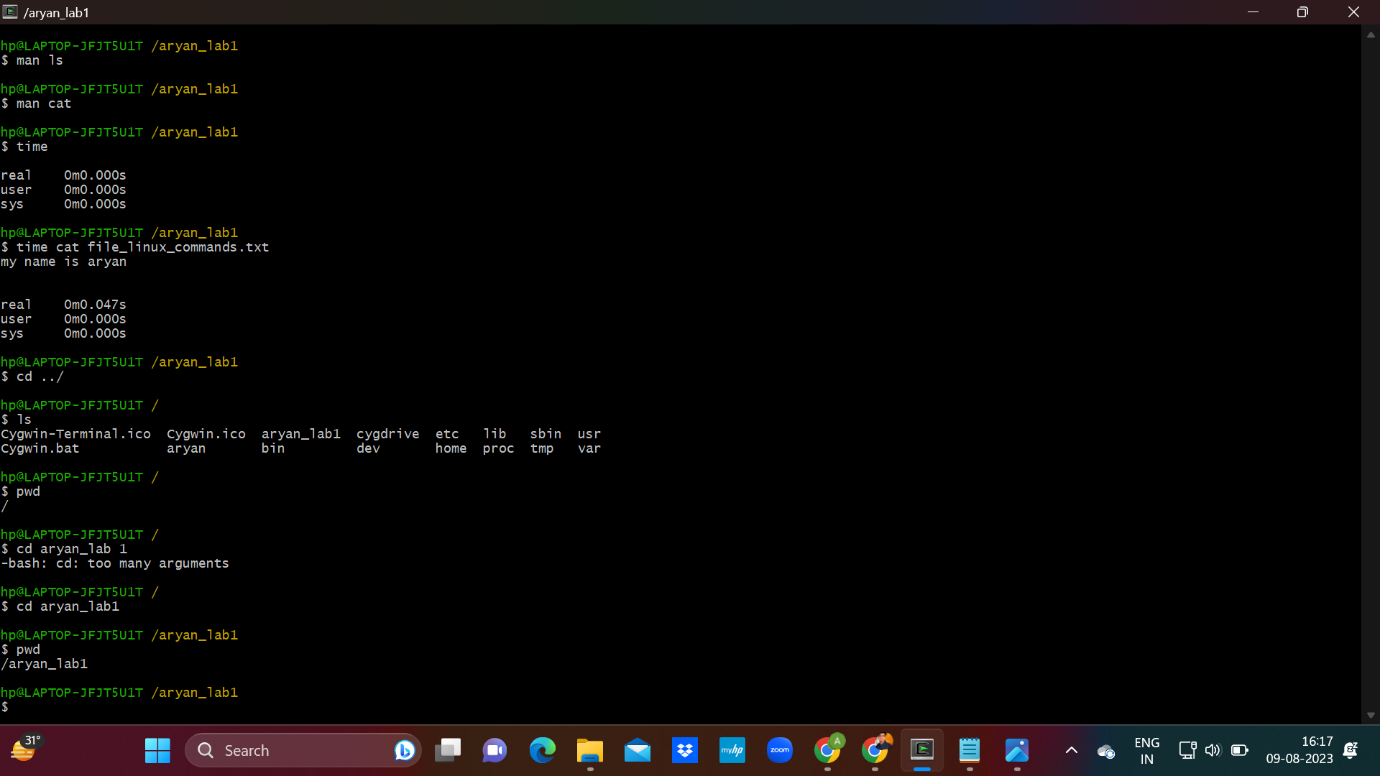 /aryan_lab1
hp@LAPTOP-JFJT5U1T /aryan_lab1
$ man ls
hp@LAPTOP-JFJT5U1T /aryan_lab1
$ man cat
hp@LAPTOP-JFJT5U1T /aryan_lab1
$ time
real    0m0.000s
user    0m0.000s
sys     0m0.000s
hp@LAPTOP-JFJT5U1T /aryan_lab1
$ time cat file_linux_commands.txt
my name is aryan
real    0m0.047s
user    0m0.000s
sys     0m0.000s
hp@LAPTOP-JFJT5U1T /aryan_lab1
$ cd ../
hp@LAPTOP-JFJT5U1T /
$ ls
Cygwin-Terminal.ico  Cygwin.ico  aryan_lab1  cygdrive  etc   lib   sbin  usr
Cygwin.bat           aryan       bin         dev       home  proc  tmp   var
hp@LAPTOP-JFJT5U1T /
$ pwd
/
hp@LAPTOP-JFJT5U1T /
$ cd aryan_lab 1
-bash: cd: too many arguments
hp@LAPTOP-JFJT5U1T /
$ cd aryan_lab1
hp@LAPTOP-JFJT5U1T /aryan_lab1
$ pwd
/aryan_lab1
hp@LAPTOP-JFJT5U1T /aryan_lab1
$
31°
Search
myhp
zoom
A
ENG
IN
16:17
09-08-2023